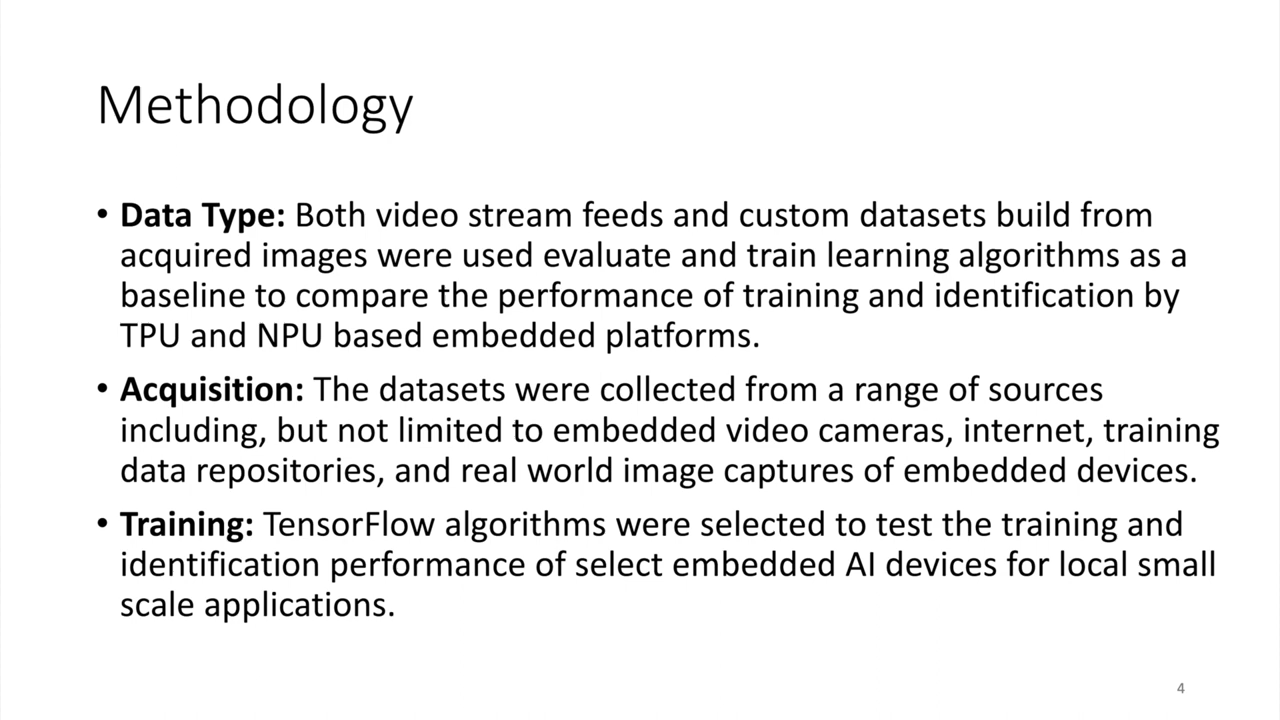 Methodology
• Data Type: Both video stream feeds and custom datasets build from
acquired images were used evaluate and train learning algorithms as a
baseline to compare the performance of training and identification by
TPU and NPU based embedded platforms.
• Acquisition: The datasets were collected from a range of sources
including, but not limited to embedded video cameras, internet, training
data repositories, and real world image captures of embedded devices.
• Training: TensorFlow algorithms were selected to test the training and
identification performance of select embedded AI devices for local small
scale applications.
4